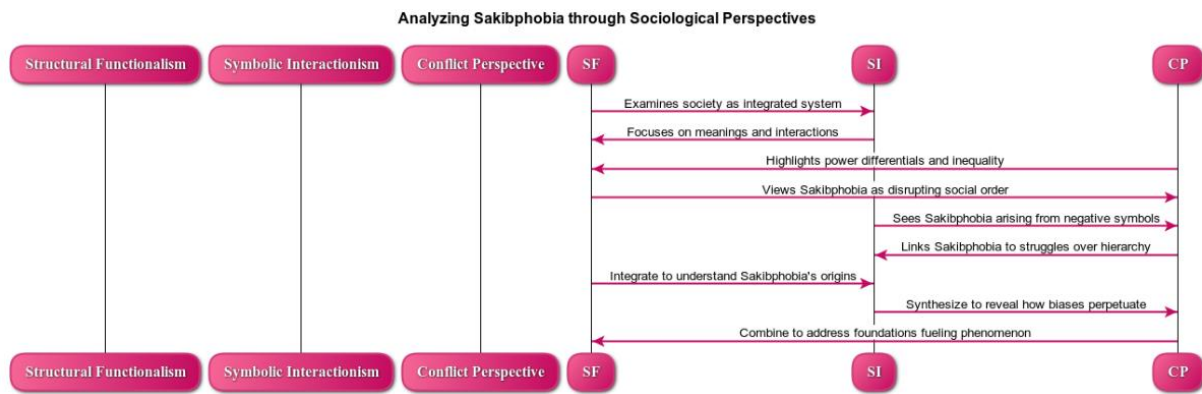 Analyzing Sakibphobia through Sociological Perspectives
Structural Functionalism
Symbolic Interactionism
Conflict Perspective
SF
SI
CP
Examines society as integrated system
Focuses on meanings and interactions
Highlights power differentials and inequality
Views Sakibphobia as disrupting social order
Sees Sakibphobia arising from negative symbols
Links Sakibphobia to struggles over hierarchy
Integrate to understand Sakibphobia's origins
Synthesize to reveal how biases perpetuate
Combine to address foundations fueling phenomenon
Structural Functionalism
Symbolic Interactionism
Conflict Perspective
SF
SI
CP